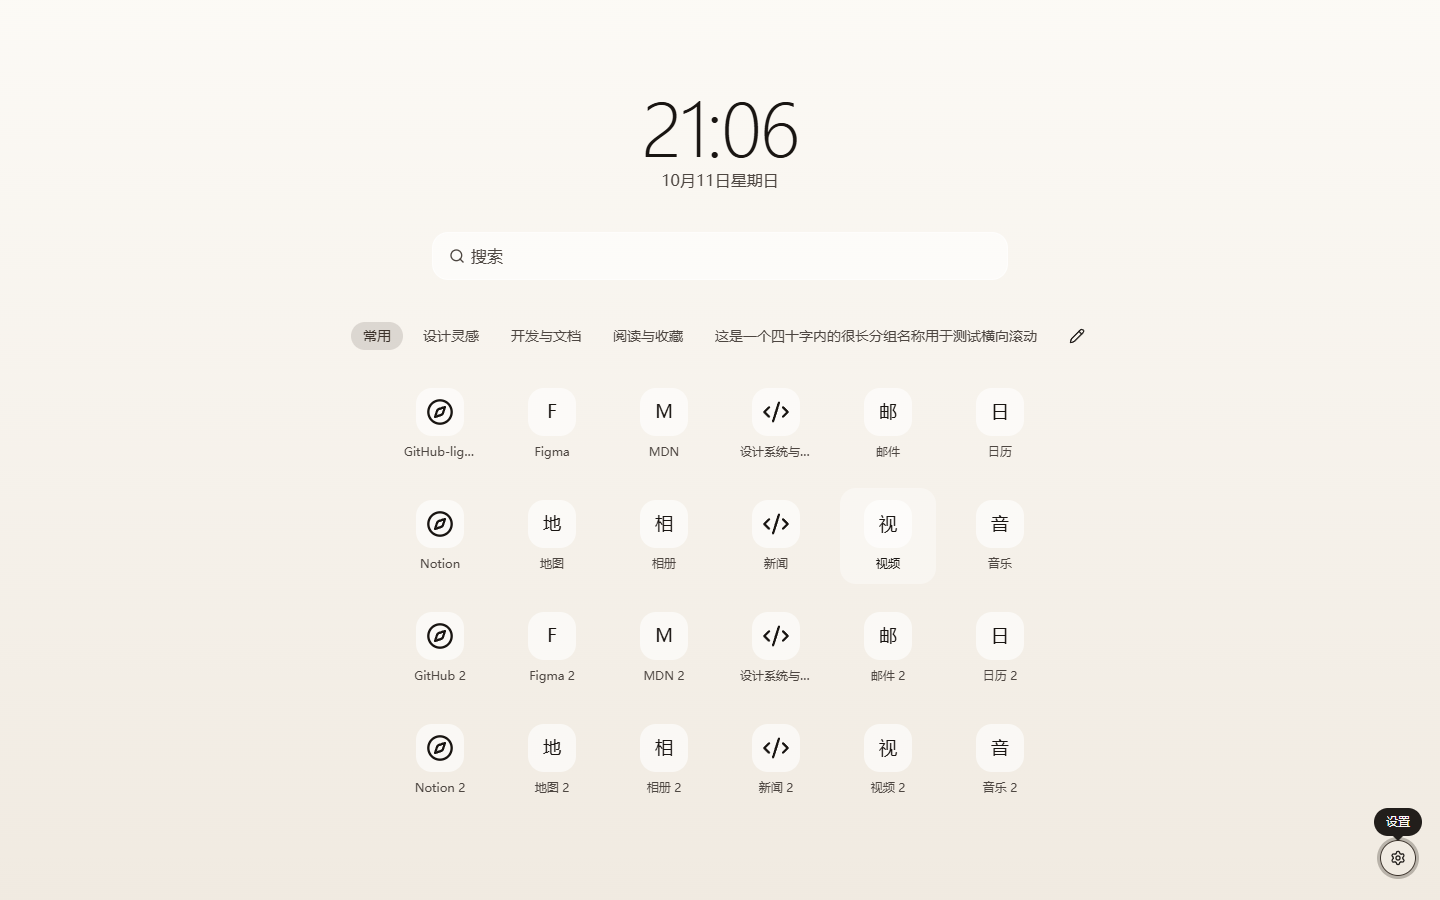 21:06
10月11日星期日
搜索
常用 设计灵感 开发与文档 阅读与收藏 这是一个四十字内的很长分组名称用于测试横向滚动
F M 邮 日
GitHub-lig... Figma MDN 设计系统与... 邮件 日历
地 相 视 音
Notion 地图 相册 新闻 视频 音乐
F M 邮 日
GitHub 2 Figma 2 MDN 2 设计系统与... 邮件 2 日历 2
地 相 视 音
Notion 2 地图 2 相册 2 新闻 2 视频 2 音乐 2
设置